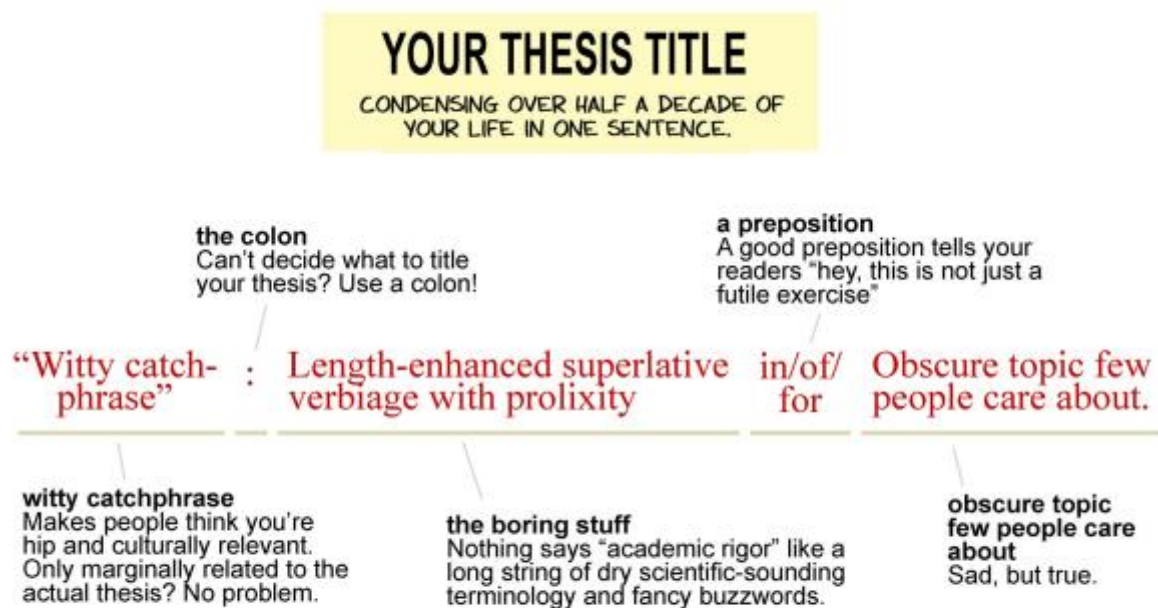 YOUR THESIS TITLE
CONDENSING OVER HALF A DECADE OF
YOUR LIFE IN ONE SENTENCE.
the colon
Can't decide what to title
your thesis? Use a colon!
a preposition
A good preposition tells your
readers “hey, this is not just a
futile exercise”
“Witty catch-
phrase”
:
Length-enhanced superlative
verbiage with prolixity
in/of/
for
Obscure topic few
people care about.
witty catchphrase
Makes people think you're
hip and culturally relevant.
Only marginally related to the
actual thesis? No problem.
the boring stuff
Nothing says “academic rigor” like a
long string of dry scientific-sounding
terminology and fancy buzzwords.
obscure topic
few people care
about
Sad, but true.